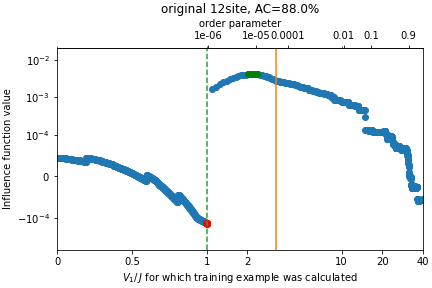 original 12site, AC=88.0%
order parameter
1e-06 1e-05 0.0001 0.01 0.1 0.9
10⁻²
10⁻³
10⁻⁴
0
−10⁻⁴
Influence function value
0 0.5 1 2 10 20 40
V₁/J for which training example was calculated